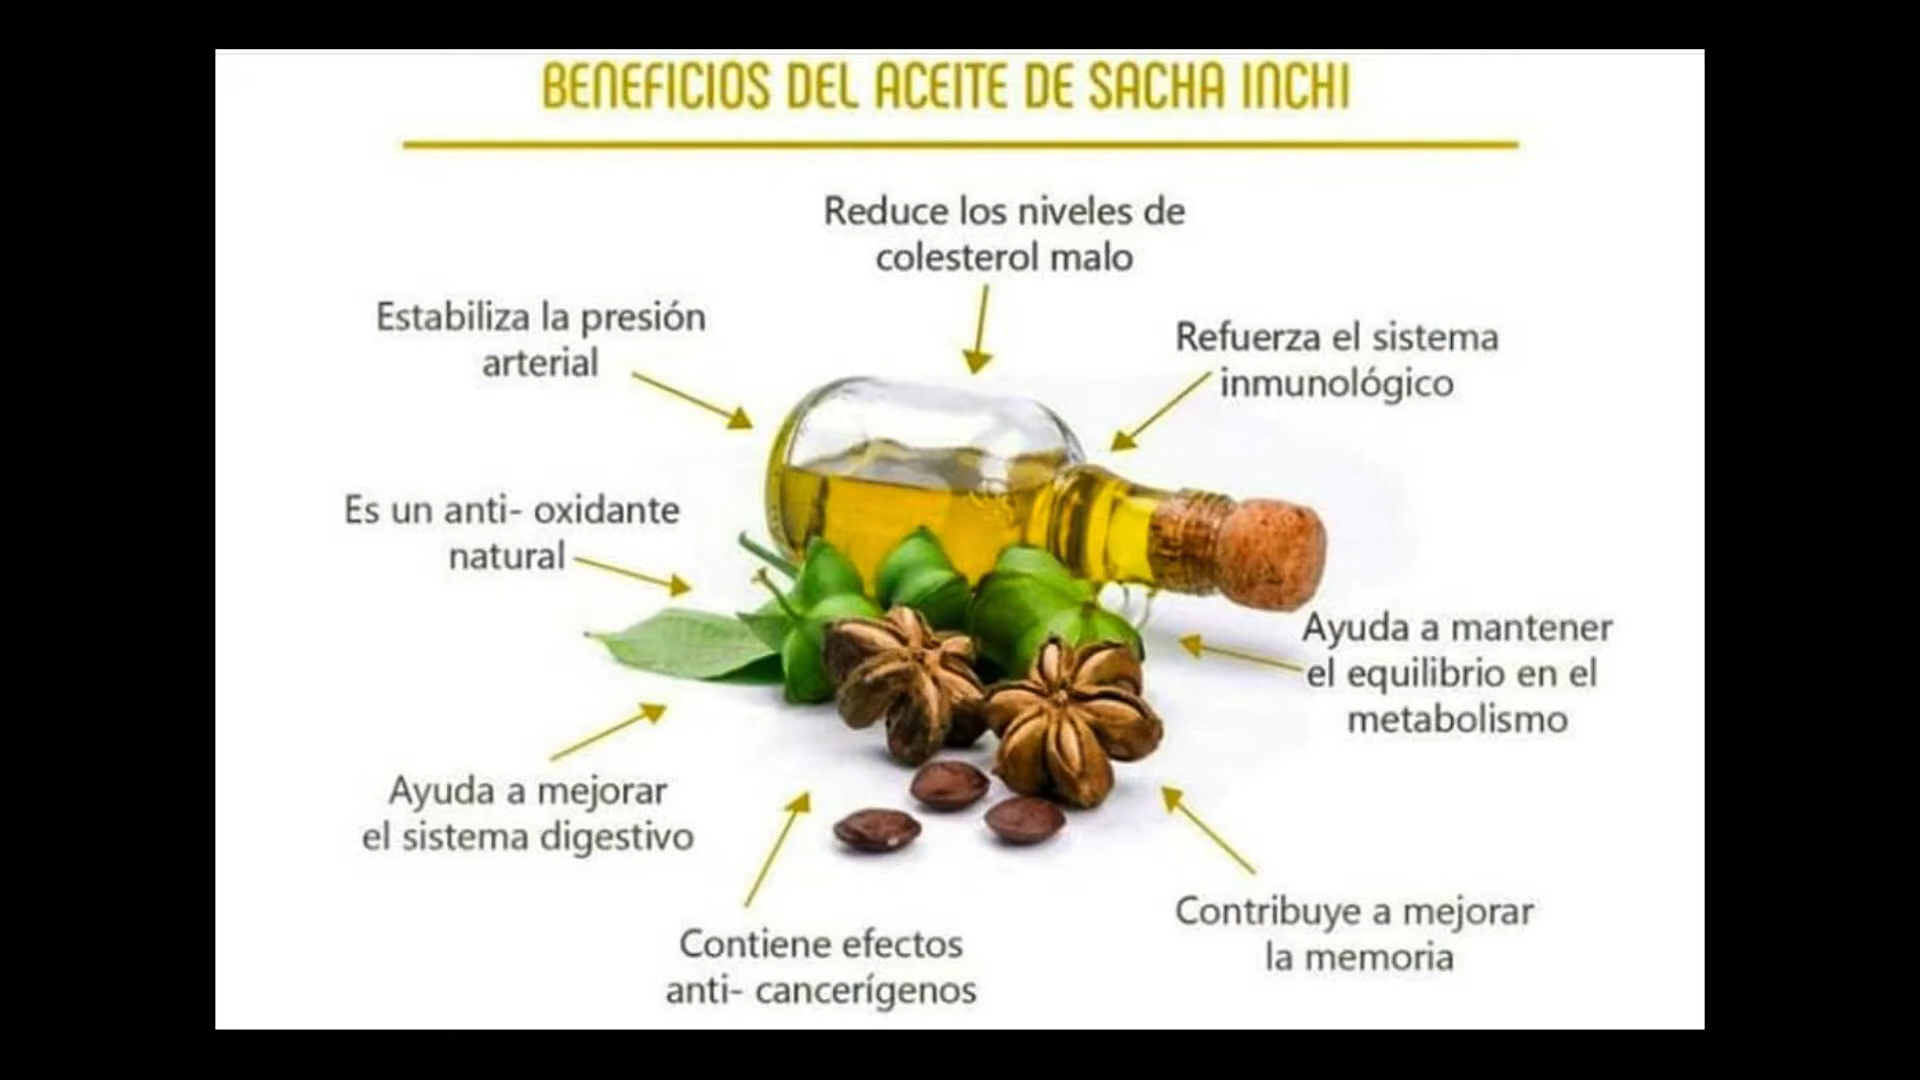 BENEFICIOS DEL ACEITE DE SACHA INCHI
Reduce los niveles de
colesterol malo
Estabiliza la presión
arterial
Refuerza el sistema
inmunológico
Es un anti- oxidante
natural
Ayuda a mantener
el equilibrio en el
metabolismo
Ayuda a mejorar
el sistema digestivo
Contribuye a mejorar
la memoria
Contiene efectos
anti- cancerígenos